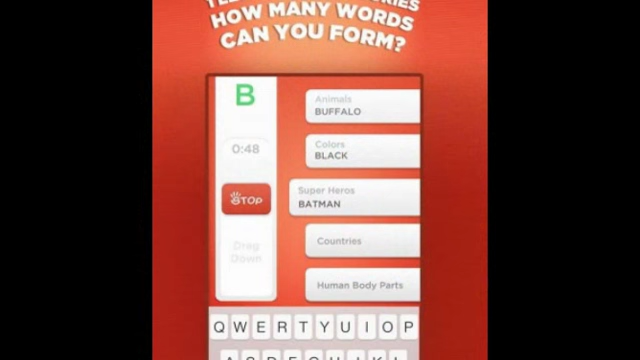 HOW MANY WORDS
CAN YOU FORM?
B
Animals
BUFFALO
0:48
Colors
BLACK
STOP
Super Heros
BATMAN
Drag
Down
Countries
Human Body Parts
Q W E R T Y U I O P